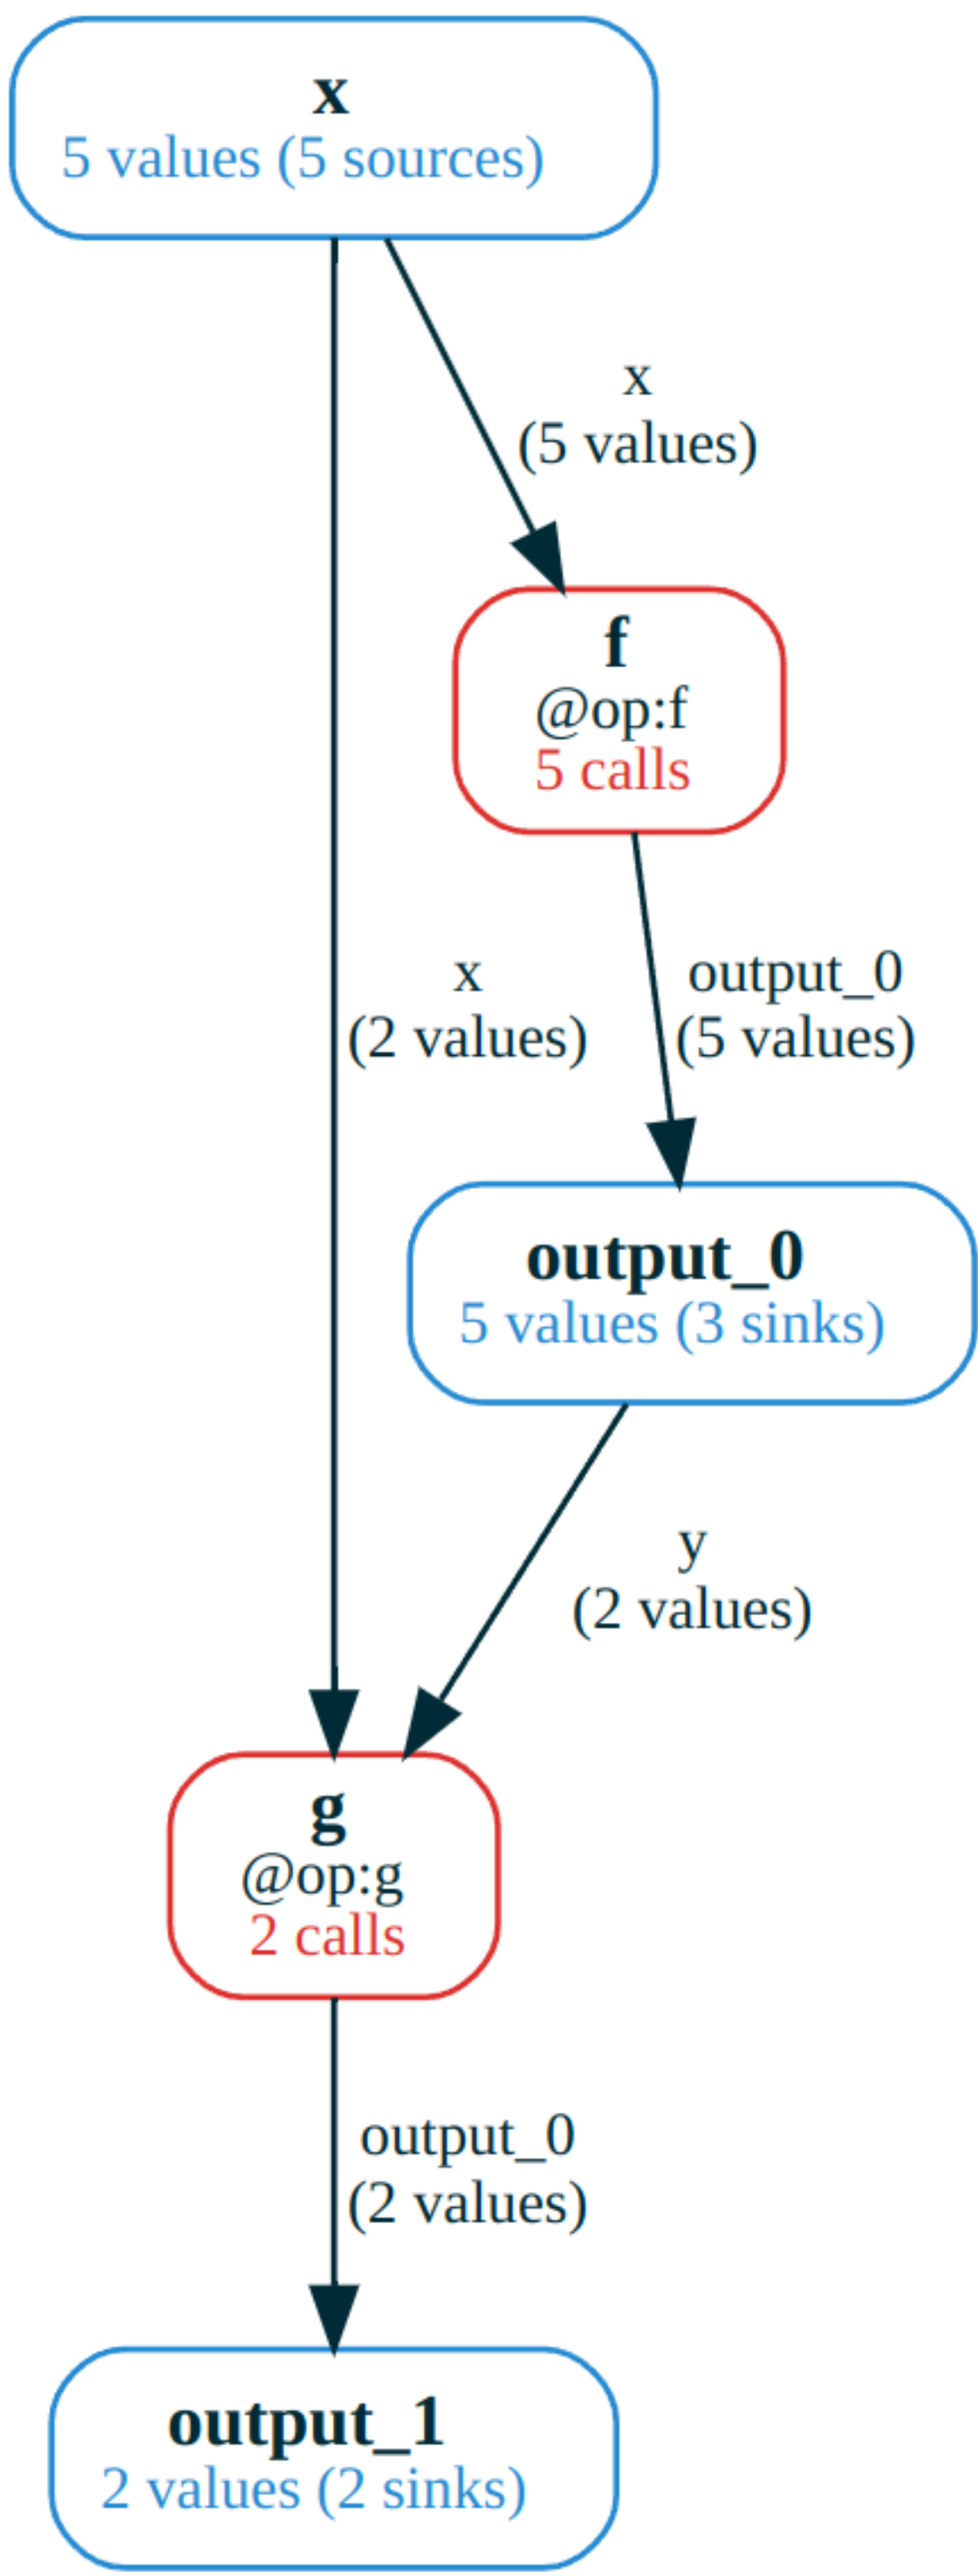 x
5 values (5 sources)
x
(5 values)
f
@op:f
5 calls
x
(2 values)
output_0
(5 values)
output_0
5 values (3 sinks)
y
(2 values)
g
@op:g
2 calls
output_0
(2 values)
output_1
2 values (2 sinks)